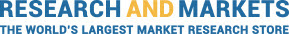 RESEARCH AND MARKETS
THE WORLD'S LARGEST MARKET RESEARCH STORE